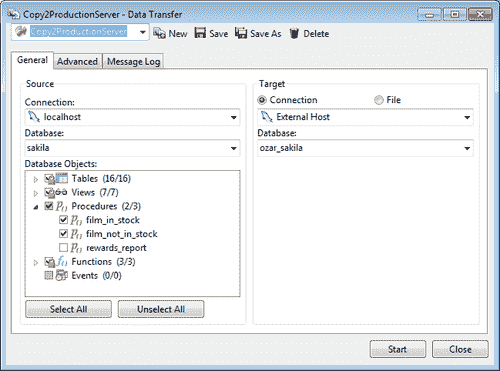 Copy2ProductionServer - Data Transfer
Copy2ProductionServer New Save Save As Delete
General Advanced Message Log
Source
Connection:
localhost
Database:
sakila
Database Objects:
Tables (16/16)
Views (7/7)
Procedures (2/3)
film_in_stock
film_not_in_stock
rewards_report
Functions (3/3)
Events (0/0)
Select All Unselect All
Target
Connection File
External Host
Database:
ozar_sakila
Start Close